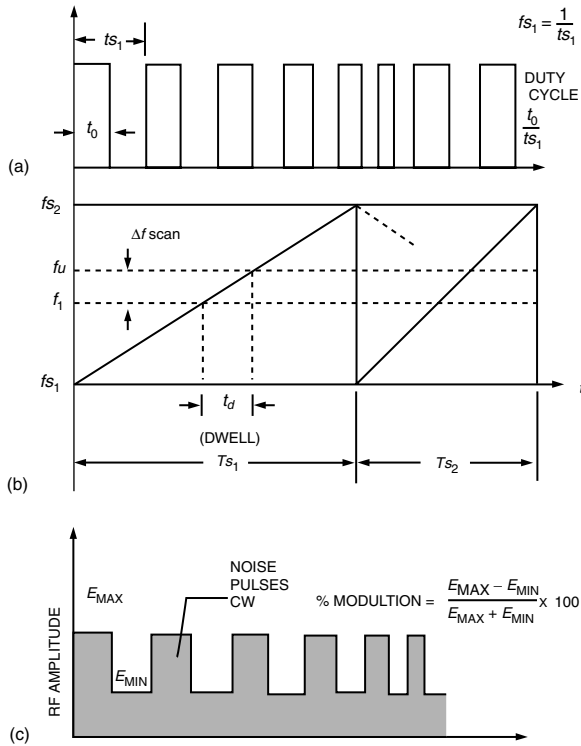 ts1
fs1 = 1/ts1
DUTY
CYCLE
t0/ts1
t0
(a)
fs2
Δf scan
fu
f1
fs1
t
td
(DWELL)
Ts1
Ts2
(b)
NOISE
PULSES
CW
EMAX
% MODULTION = EMAX – EMIN / EMAX + EMIN X 100
EMIN
RF AMPLITUDE
(c)